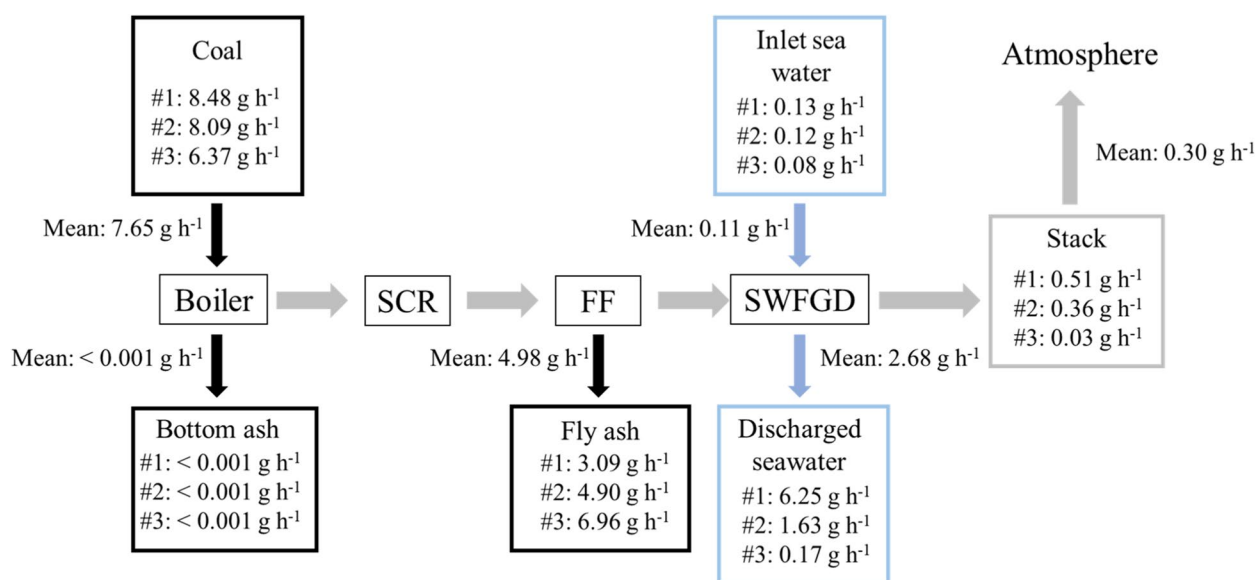 Coal
#1: 8.48 g h⁻¹
#2: 8.09 g h⁻¹
#3: 6.37 g h⁻¹
Inlet sea
water
#1: 0.13 g h⁻¹
#2: 0.12 g h⁻¹
#3: 0.08 g h⁻¹
Atmosphere
Mean: 0.30 g h⁻¹
Mean: 7.65 g h⁻¹
Mean: 0.11 g h⁻¹
Stack
#1: 0.51 g h⁻¹
#2: 0.36 g h⁻¹
#3: 0.03 g h⁻¹
Boiler
SCR
FF
SWFGD
Mean: < 0.001 g h⁻¹
Mean: 4.98 g h⁻¹
Mean: 2.68 g h⁻¹
Bottom ash
#1: < 0.001 g h⁻¹
#2: < 0.001 g h⁻¹
#3: < 0.001 g h⁻¹
Fly ash
#1: 3.09 g h⁻¹
#2: 4.90 g h⁻¹
#3: 6.96 g h⁻¹
Discharged
seawater
#1: 6.25 g h⁻¹
#2: 1.63 g h⁻¹
#3: 0.17 g h⁻¹